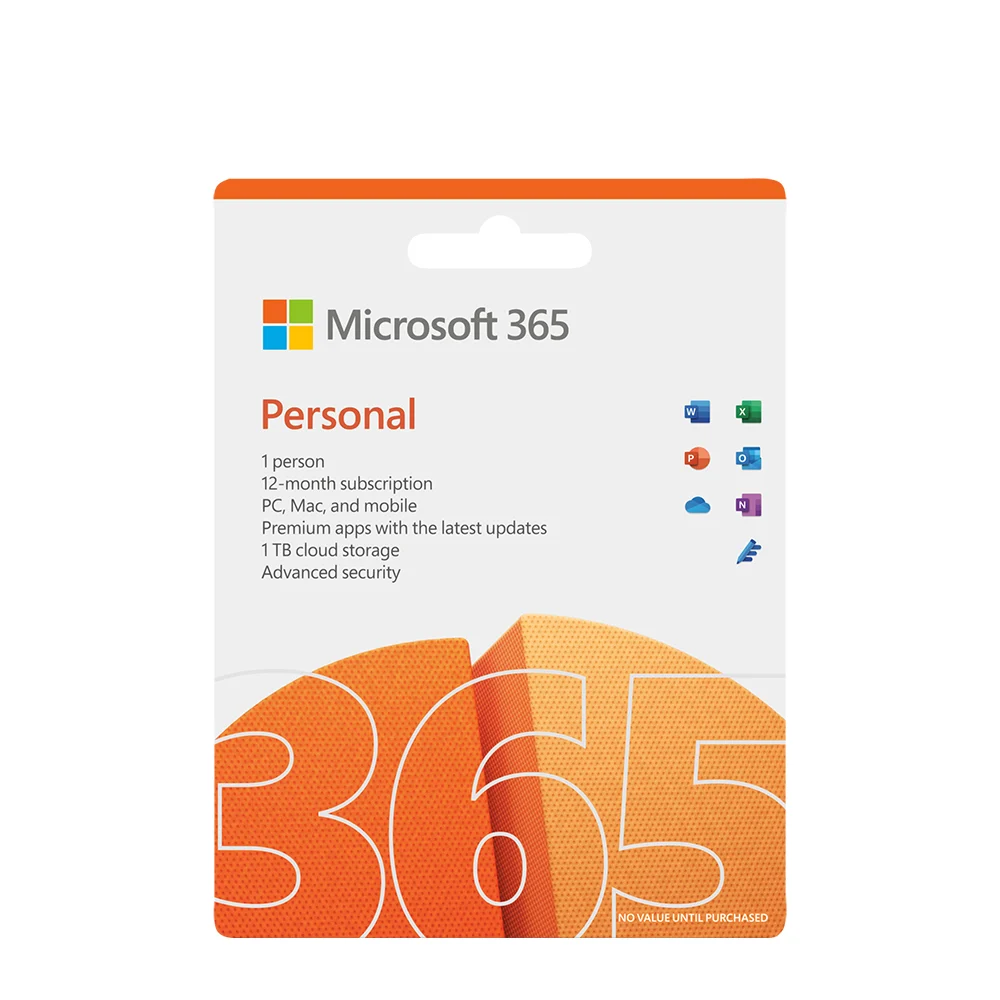 Microsoft 365
Personal
1 person
12-month subscription
PC, Mac, and mobile
Premium apps with the latest updates
1 TB cloud storage
Advanced security
W
X
P
O
N
365
NO VALUE UNTIL PURCHASED